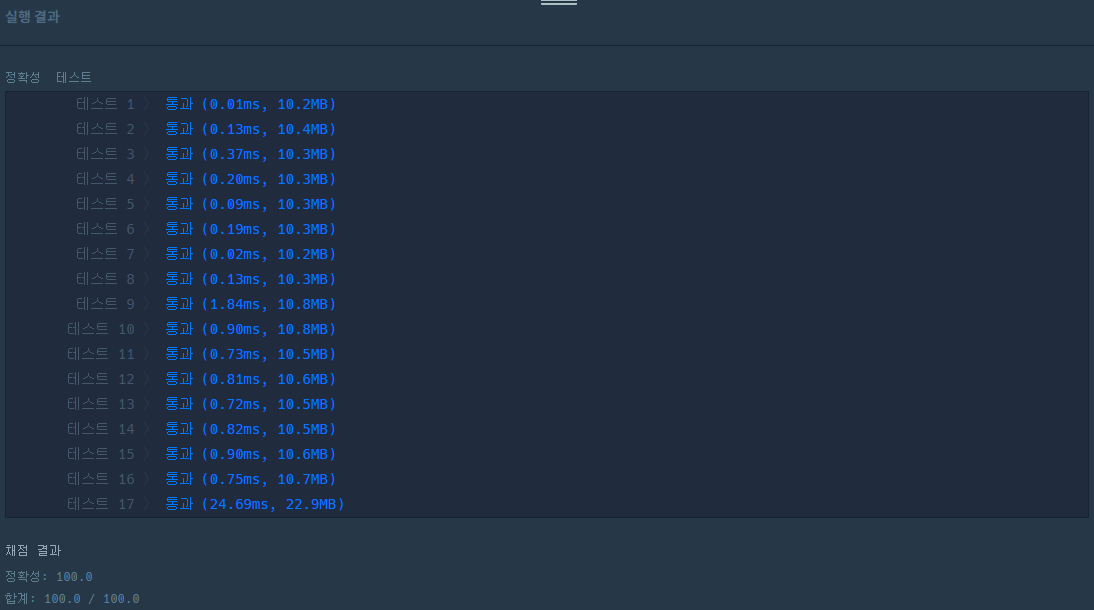 실행 결과
정확성 테스트
테스트 1 〉 통과 (0.01ms, 10.2MB)
테스트 2 〉 통과 (0.13ms, 10.4MB)
테스트 3 〉 통과 (0.37ms, 10.3MB)
테스트 4 〉 통과 (0.20ms, 10.3MB)
테스트 5 〉 통과 (0.09ms, 10.3MB)
테스트 6 〉 통과 (0.19ms, 10.3MB)
테스트 7 〉 통과 (0.02ms, 10.2MB)
테스트 8 〉 통과 (0.13ms, 10.3MB)
테스트 9 〉 통과 (1.84ms, 10.8MB)
테스트 10 〉 통과 (0.90ms, 10.8MB)
테스트 11 〉 통과 (0.73ms, 10.5MB)
테스트 12 〉 통과 (0.81ms, 10.6MB)
테스트 13 〉 통과 (0.72ms, 10.5MB)
테스트 14 〉 통과 (0.82ms, 10.5MB)
테스트 15 〉 통과 (0.90ms, 10.6MB)
테스트 16 〉 통과 (0.75ms, 10.7MB)
테스트 17 〉 통과 (24.69ms, 22.9MB)
채점 결과
정확성: 100.0
합계: 100.0 / 100.0